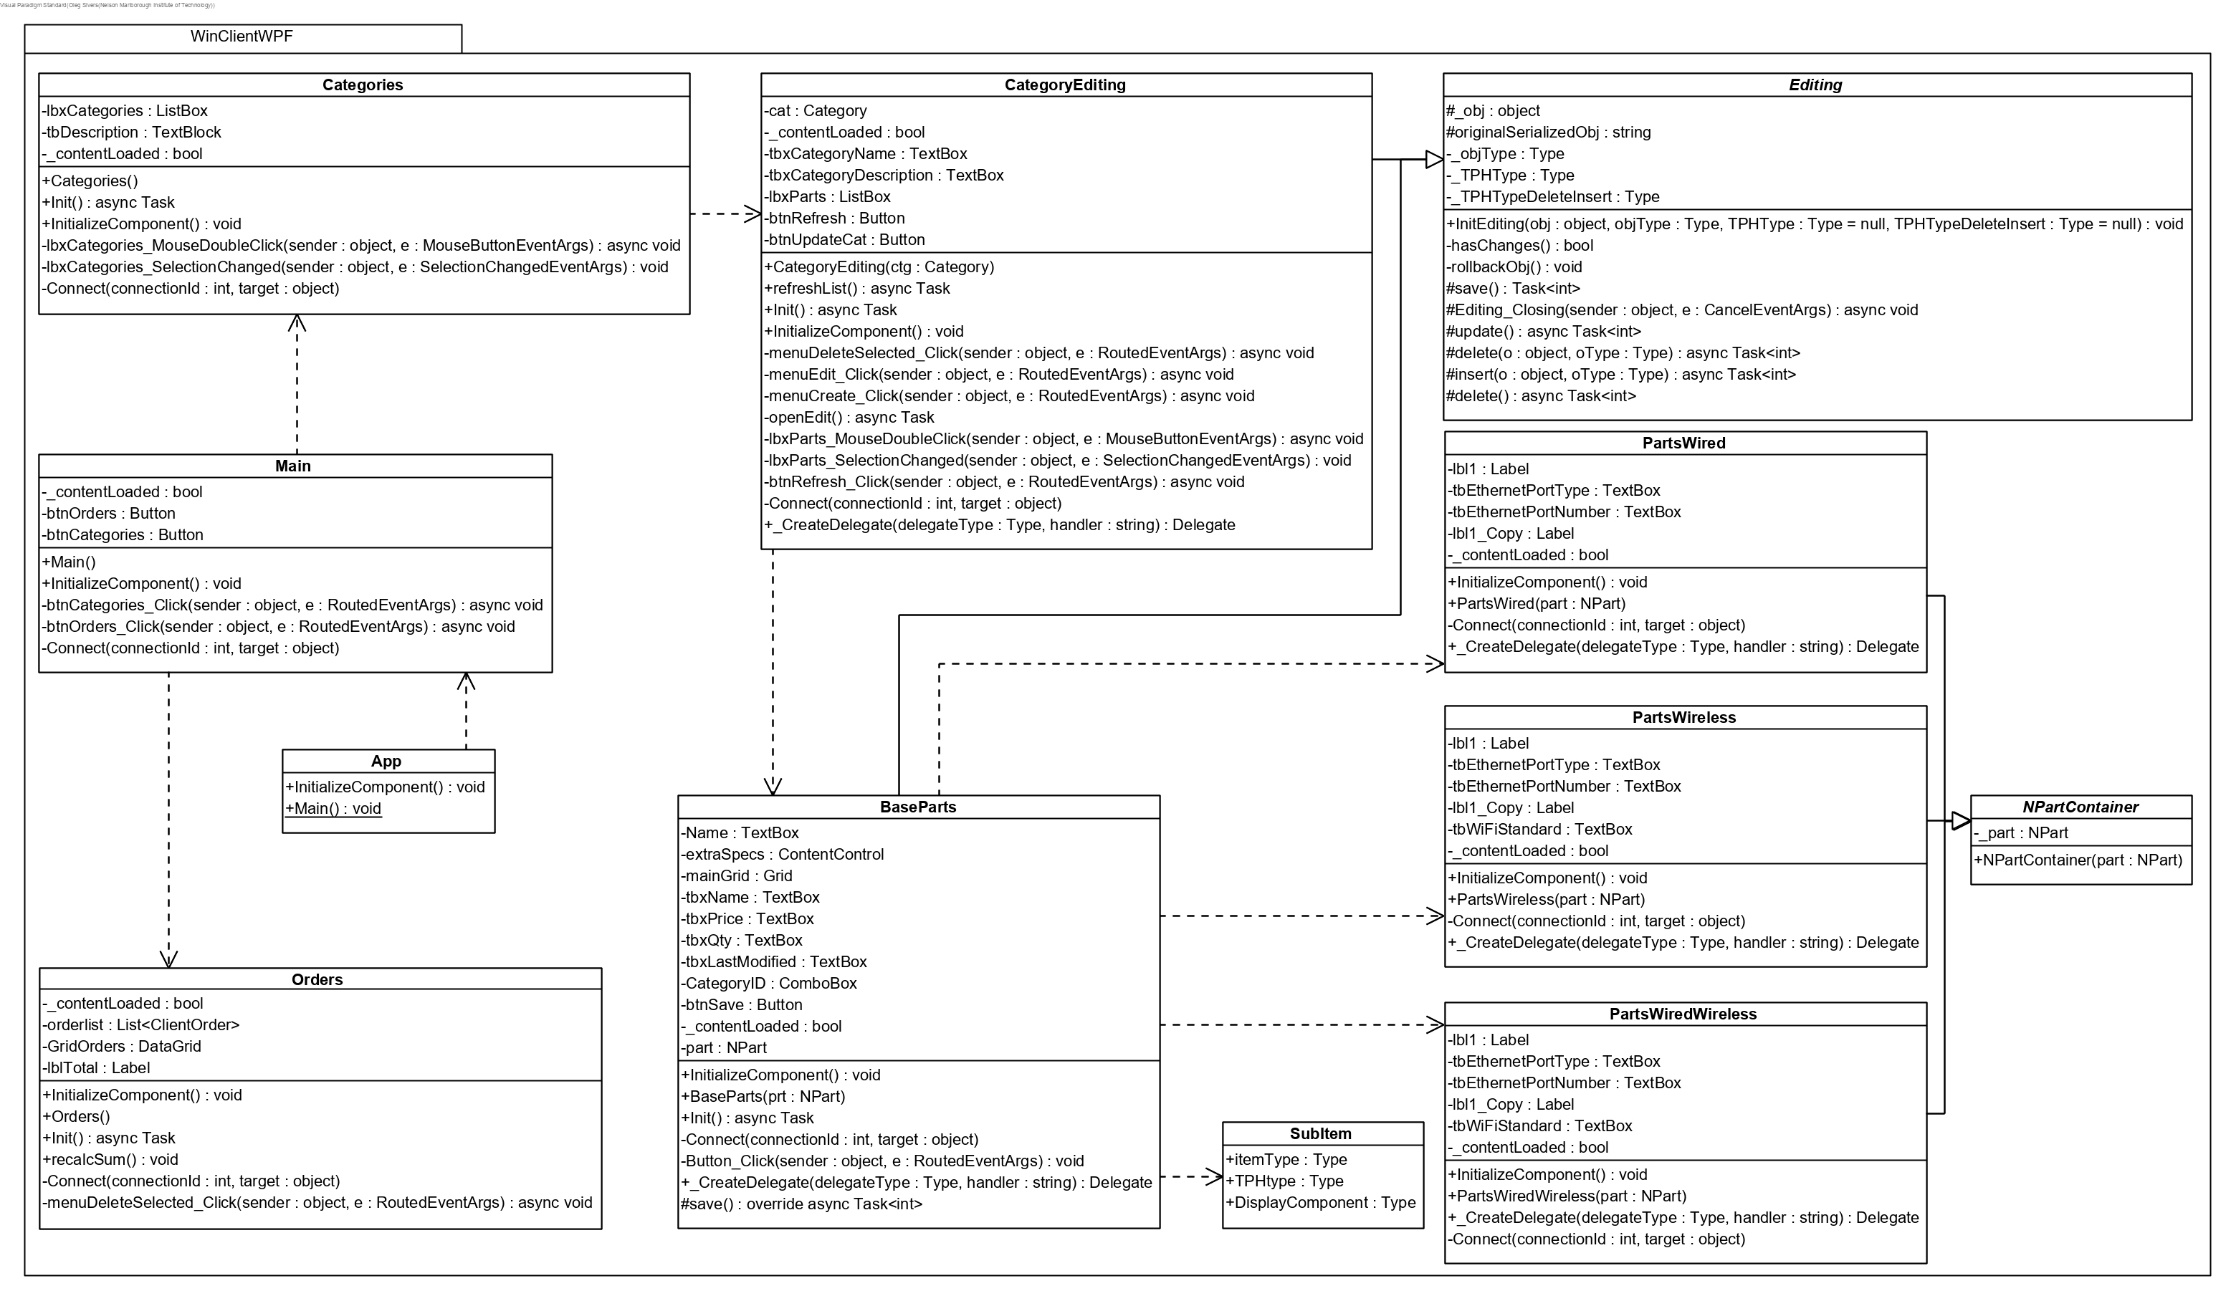 Visual Paradigm Standard(Oleg Sivers(Nelson Marlborough Institute of Technology))
WinClientWPF
Categories
-lbxCategories : ListBox
-tbDescription : TextBlock
-_contentLoaded : bool
+Categories()
+Init() : async Task
+InitializeComponent() : void
-lbxCategories_MouseDoubleClick(sender : object, e : MouseButtonEventArgs) : async void
-lbxCategories_SelectionChanged(sender : object, e : SelectionChangedEventArgs) : void
-Connect(connectionId : int, target : object)
CategoryEditing
-cat : Category
-_contentLoaded : bool
-tbxCategoryName : TextBox
-tbxCategoryDescription : TextBox
-lbxParts : ListBox
-btnRefresh : Button
-btnUpdateCat : Button
+CategoryEditing(ctg : Category)
+refreshList() : async Task
+Init() : async Task
+InitializeComponent() : void
-menuDeleteSelected_Click(sender : object, e : RoutedEventArgs) : async void
-menuEdit_Click(sender : object, e : RoutedEventArgs) : async void
-menuCreate_Click(sender : object, e : RoutedEventArgs) : async void
-openEdit() : async Task
-lbxParts_MouseDoubleClick(sender : object, e : MouseButtonEventArgs) : async void
-lbxParts_SelectionChanged(sender : object, e : SelectionChangedEventArgs) : void
-btnRefresh_Click(sender : object, e : RoutedEventArgs) : async void
-Connect(connectionId : int, target : object)
+_CreateDelegate(delegateType : Type, handler : string) : Delegate
Editing
#_obj : object
#originalSerializedObj : string
-_objType : Type
-_TPHType : Type
-_TPHTypeDeleteInsert : Type
+InitEditing(obj : object, objType : Type, TPHType : Type = null, TPHTypeDeleteInsert : Type = null) : void
-hasChanges() : bool
-rollbackObj() : void
#save() : Task<int>
#Editing_Closing(sender : object, e : CancelEventArgs) : async void
#update() : async Task<int>
#delete(o : object, oType : Type) : async Task<int>
#insert(o : object, oType : Type) : async Task<int>
#delete() : async Task<int>
Main
-_contentLoaded : bool
-btnOrders : Button
-btnCategories : Button
+Main()
+InitializeComponent() : void
-btnCategories_Click(sender : object, e : RoutedEventArgs) : async void
-btnOrders_Click(sender : object, e : RoutedEventArgs) : async void
-Connect(connectionId : int, target : object)
PartsWired
-lbl1 : Label
-tbEthernetPortType : TextBox
-tbEthernetPortNumber : TextBox
-lbl1_Copy : Label
-_contentLoaded : bool
+InitializeComponent() : void
+PartsWired(part : NPart)
-Connect(connectionId : int, target : object)
+_CreateDelegate(delegateType : Type, handler : string) : Delegate
App
+InitializeComponent() : void
+Main() : void
PartsWireless
-lbl1 : Label
-tbEthernetPortType : TextBox
-tbEthernetPortNumber : TextBox
-lbl1_Copy : Label
-tbWiFiStandard : TextBox
-_contentLoaded : bool
+InitializeComponent() : void
+PartsWireless(part : NPart)
-Connect(connectionId : int, target : object)
+_CreateDelegate(delegateType : Type, handler : string) : Delegate
NPartContainer
-_part : NPart
+NPartContainer(part : NPart)
BaseParts
-Name : TextBox
-extraSpecs : ContentControl
-mainGrid : Grid
-tbxName : TextBox
-tbxPrice : TextBox
-tbxQty : TextBox
-tbxLastModified : TextBox
-CategoryID : ComboBox
-btnSave : Button
-_contentLoaded : bool
-part : NPart
+InitializeComponent() : void
+BaseParts(prt : NPart)
+Init() : async Task
-Connect(connectionId : int, target : object)
-Button_Click(sender : object, e : RoutedEventArgs) : void
+_CreateDelegate(delegateType : Type, handler : string) : Delegate
#save() : override async Task<int>
Orders
-_contentLoaded : bool
-orderlist : List<ClientOrder>
-GridOrders : DataGrid
-lblTotal : Label
+InitializeComponent() : void
+Orders()
+Init() : async Task
+recalcSum() : void
-Connect(connectionId : int, target : object)
-menuDeleteSelected_Click(sender : object, e : RoutedEventArgs) : async void
SubItem
+itemType : Type
+TPHtype : Type
+DisplayComponent : Type
PartsWiredWireless
-lbl1 : Label
-tbEthernetPortType : TextBox
-tbEthernetPortNumber : TextBox
-lbl1_Copy : Label
-tbWiFiStandard : TextBox
-_contentLoaded : bool
+InitializeComponent() : void
+PartsWiredWireless(part : NPart)
+_CreateDelegate(delegateType : Type, handler : string) : Delegate
-Connect(connectionId : int, target : object)